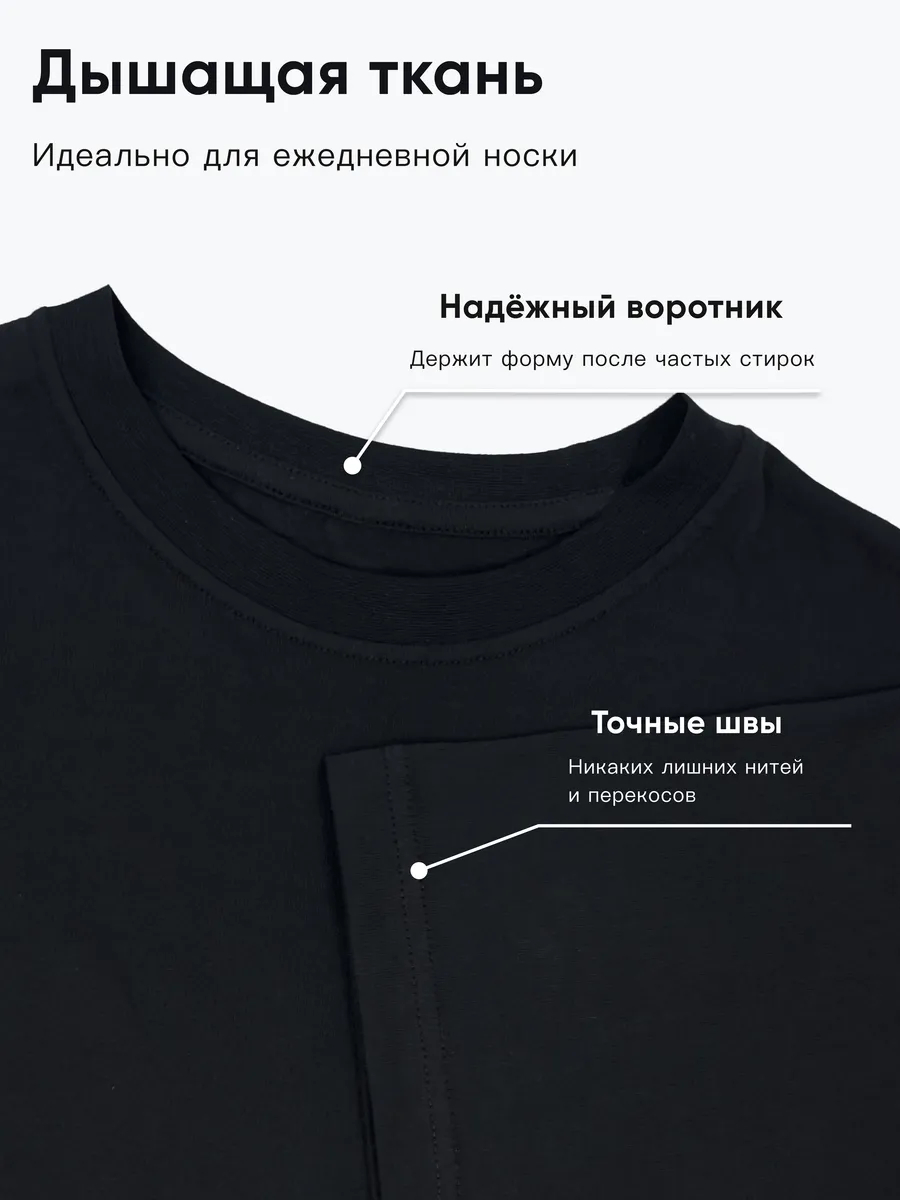 Дышащая ткань
Идеально для ежедневной носки
Надёжный воротник
Держит форму после частых стирок
Точные швы
Никаких лишних нитей
и перекосов